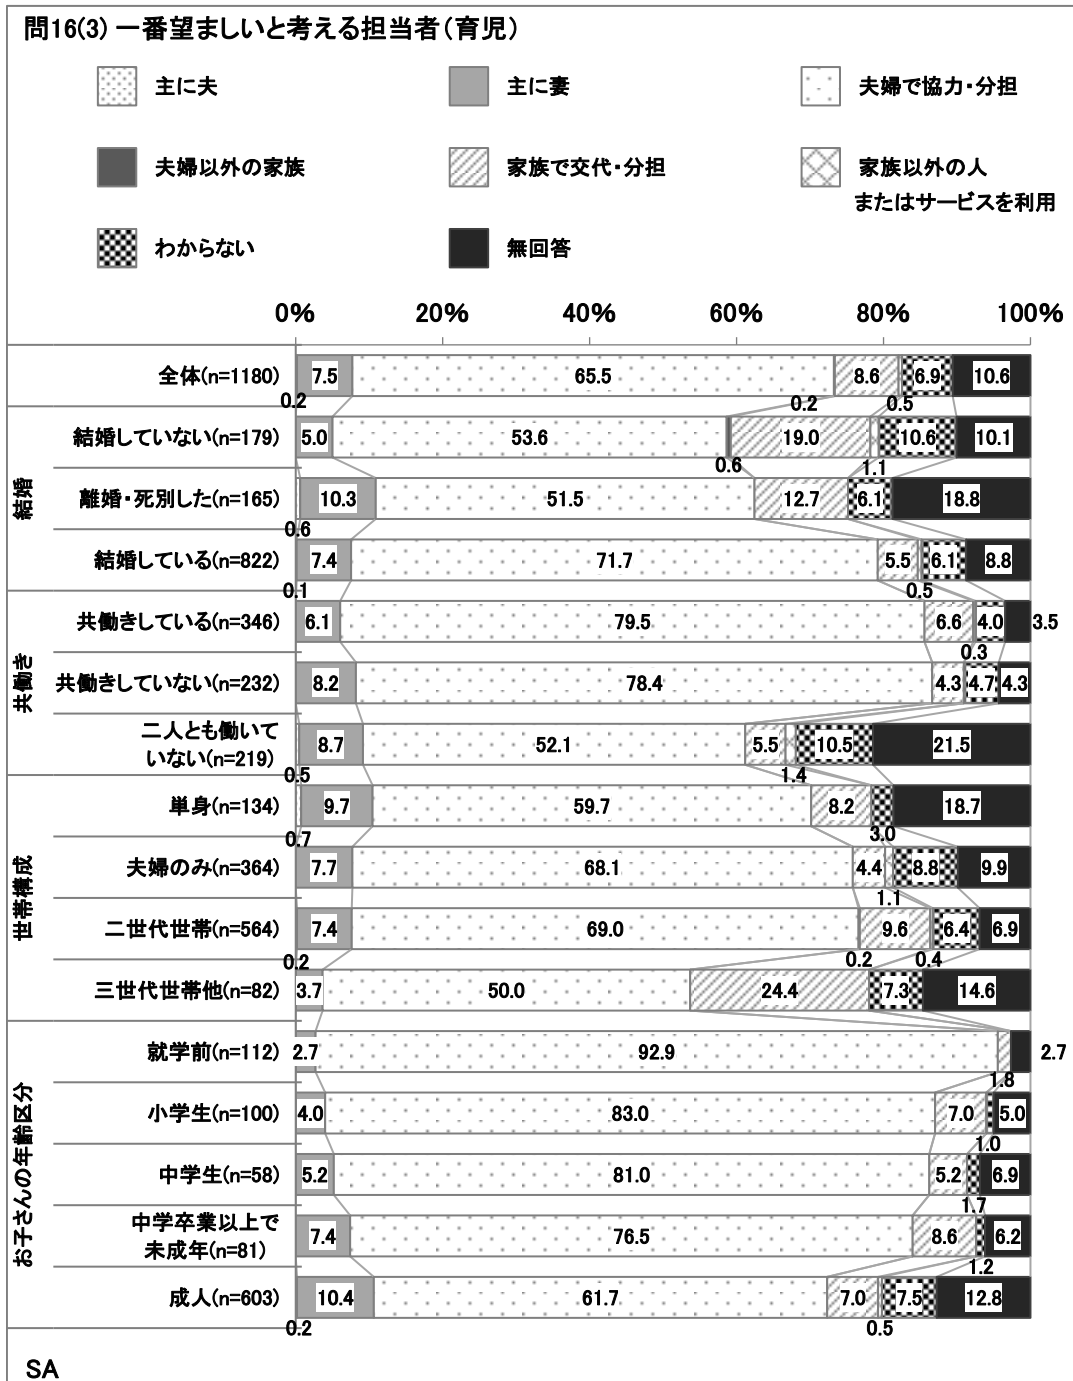 問16(3) 一番望ましいと考える担当者(育児)
主に夫
主に妻
夫婦で協力・分担
夫婦以外の家族
家族で交代・分担
家族以外の人
またはサービスを利用
わからない
無回答
0% 20% 40% 60% 80% 100%
全体(n=1180) 7.5 65.5 8.6 6.9 10.6
0.2 0.2 0.5
結婚
結婚していない(n=179) 5.0 53.6 19.0 10.6 10.1
0.6 1.1
離婚・死別した(n=165) 10.3 51.5 12.7 6.1 18.8
0.6
結婚している(n=822) 7.4 71.7 5.5 6.1 8.8
0.1 0.5
共働き
共働きしている(n=346) 6.1 79.5 6.6 4.0 3.5
0.3
共働きしていない(n=232) 8.2 78.4 4.3 4.7 4.3
二人とも働いて
いない(n=219) 8.7 52.1 5.5 10.5 21.5
0.5 1.4
世帯構成
単身(n=134) 9.7 59.7 8.2 18.7
0.7 3.0
夫婦のみ(n=364) 7.7 68.1 4.4 8.8 9.9
1.1
二世代世帯(n=564) 7.4 69.0 9.6 6.4 6.9
0.2 0.2 0.4
三世代世帯他(n=82) 3.7 50.0 24.4 7.3 14.6
お子さんの年齢区分
就学前(n=112) 2.7 92.9 2.7
1.8
小学生(n=100) 4.0 83.0 7.0 5.0
1.0
中学生(n=58) 5.2 81.0 5.2 6.9
1.7
中学卒業以上で
未成年(n=81) 7.4 76.5 8.6 6.2
1.2
成人(n=603) 10.4 61.7 7.0 7.5 12.8
0.2 0.5
SA